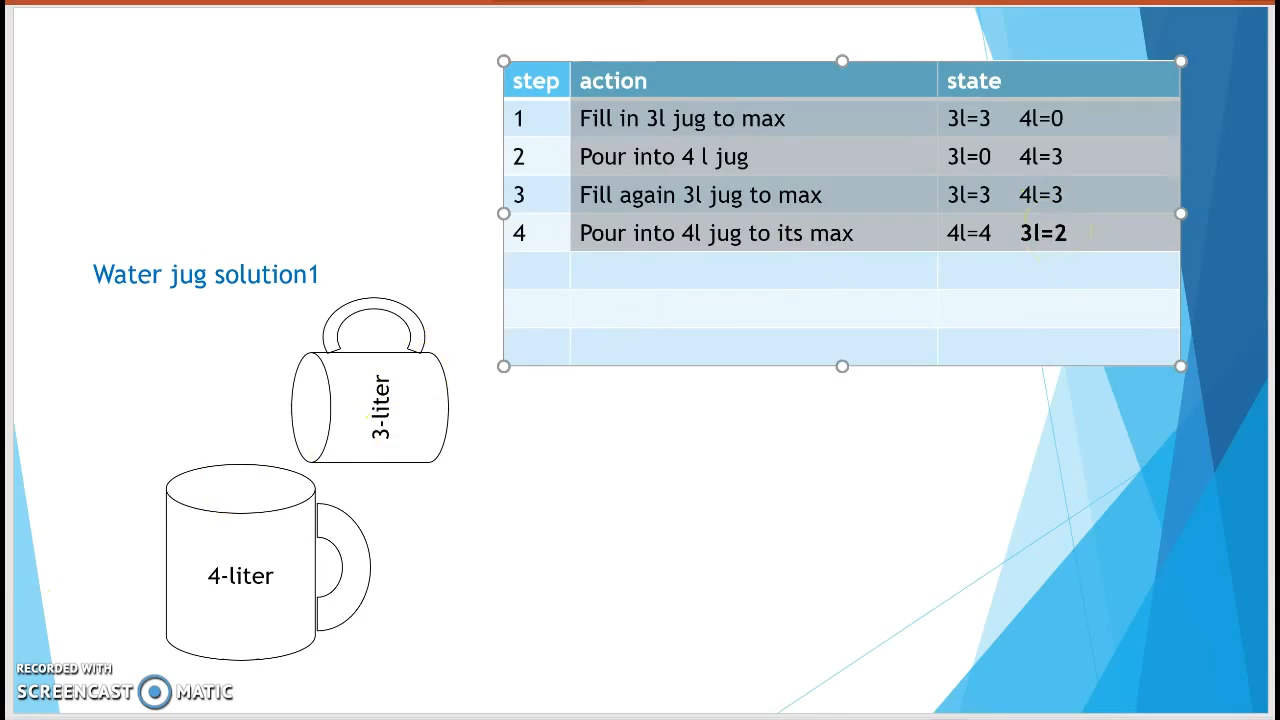 step action state
1 Fill in 3l jug to max 3l=3 4l=0
2 Pour into 4 l jug 3l=0 4l=3
3 Fill again 3l jug to max 3l=3 4l=3
4 Pour into 4l jug to its max 4l=4 3l=2
Water jug solution1
3-liter
4-liter
RECORDED WITH
SCREENCAST MATIC